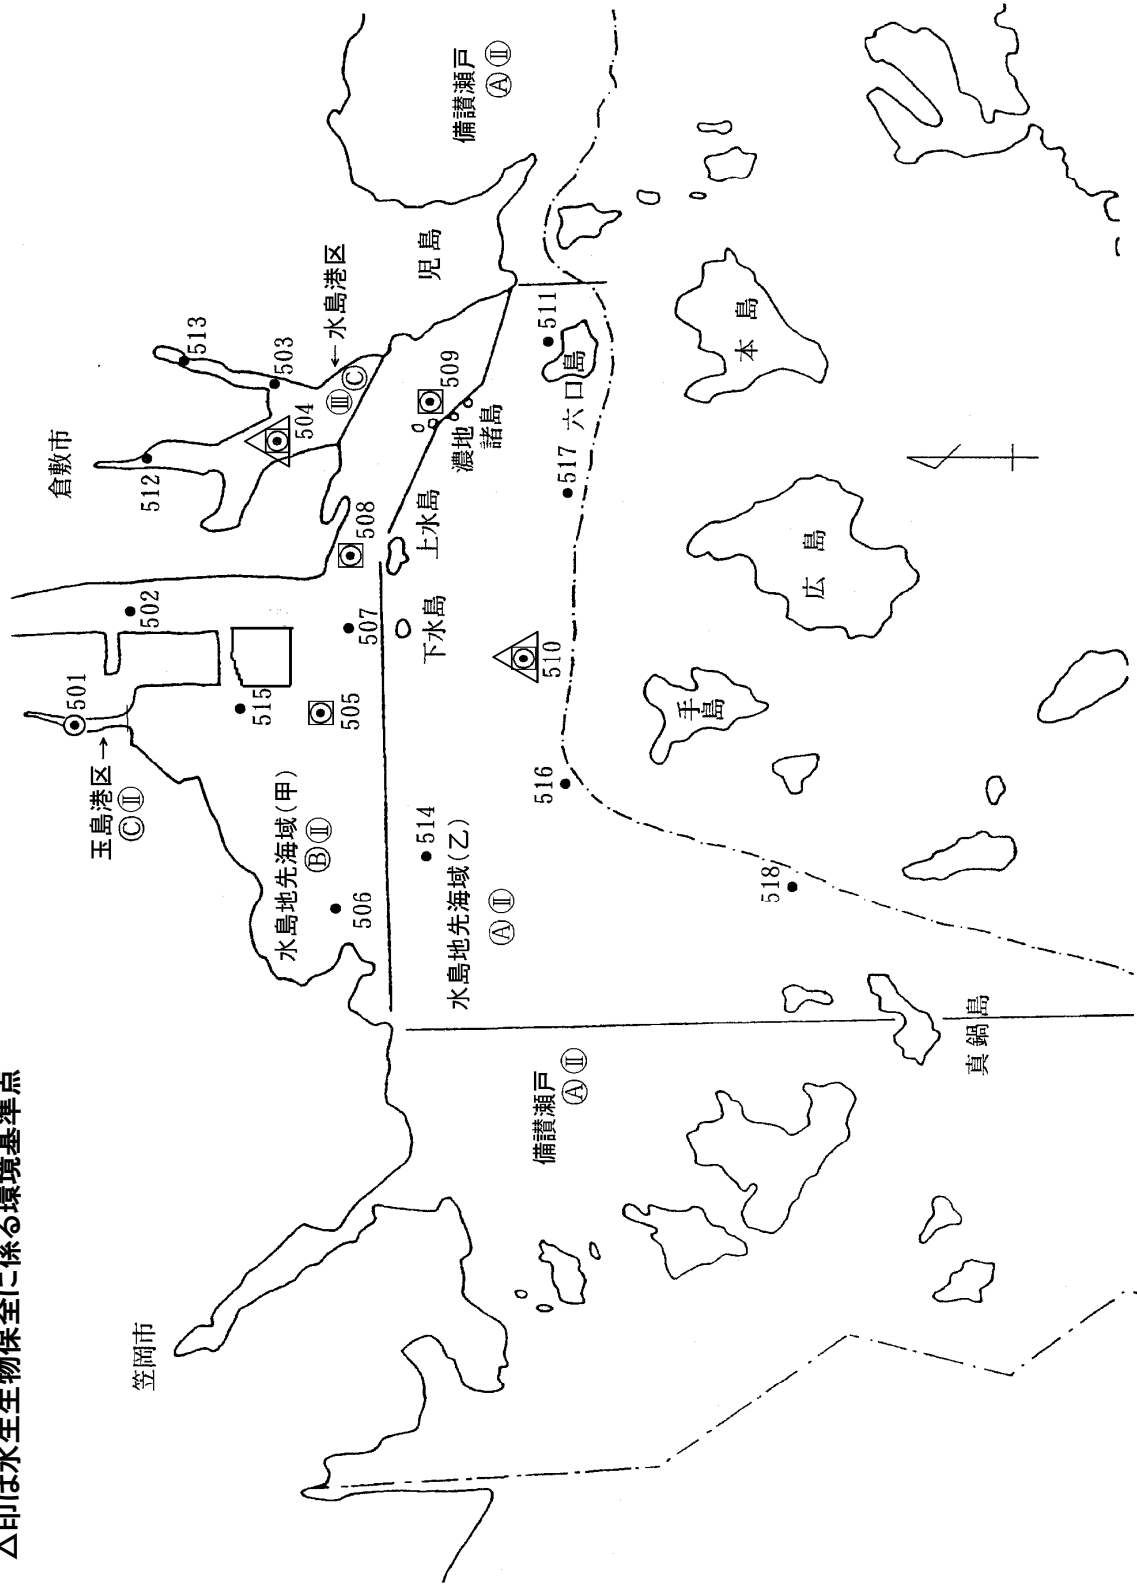 △印は水生生物保全に係る環境基準点
笠岡市
倉敷市
玉島港区→
Ⓒ Ⅱ
501
502
512
513
503
504
←水島港区
Ⅲ Ⓒ
児島
備讃瀬戸
Ⓐ Ⅱ
515
505
507
508
509
水島地先海域(甲)
Ⓑ Ⅱ
506
514
水島地先海域(乙)
Ⓐ Ⅱ
下水島
上水島
濃地
諸島
510
516
517
511
六口島
518
備讃瀬戸
Ⓐ Ⅱ
真鍋島
手島
広島
本島